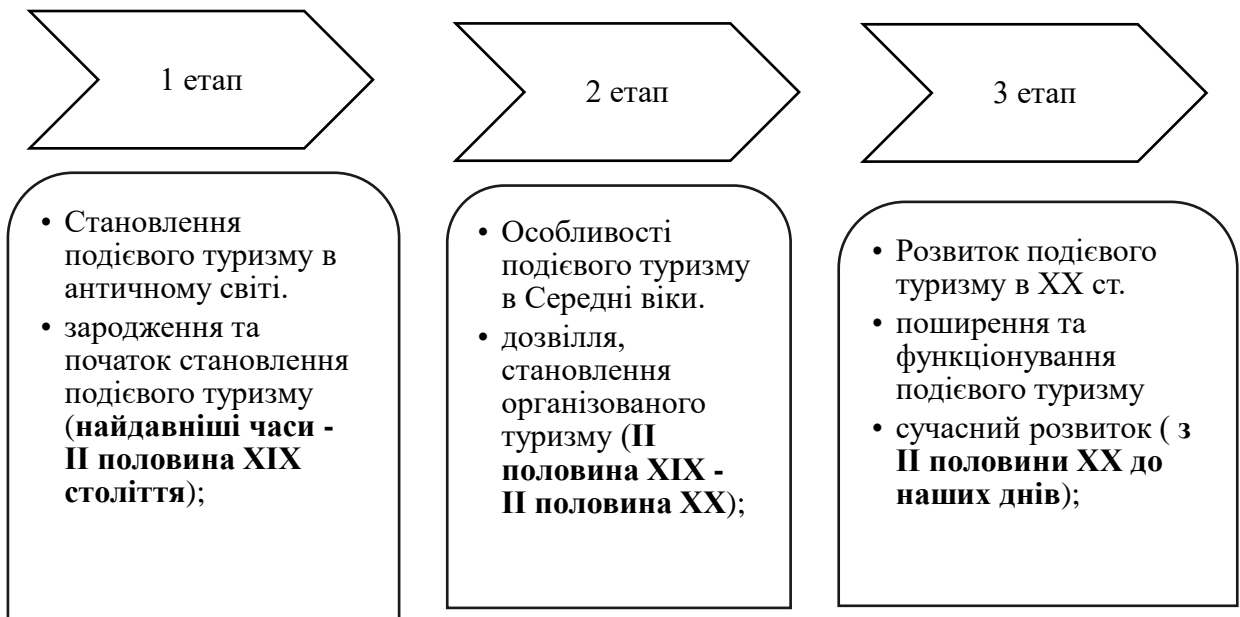 1 етап
• Становлення
подієвого туризму в
античному світі.
• зародження та
початок становлення
подієвого туризму
(найдавніші часи -
ІІ половина ХІХ
століття);
2 етап
• Особливості
подієвого туризму
в Середні віки.
• дозвілля,
становлення
організованого
туризму (ІІ
половина ХІХ -
ІІ половина ХХ);
3 етап
• Розвиток подієвого
туризму в ХХ ст.
• поширення та
функціонування
подієвого туризму
• сучасний розвиток ( з
ІІ половини ХХ до
наших днів);